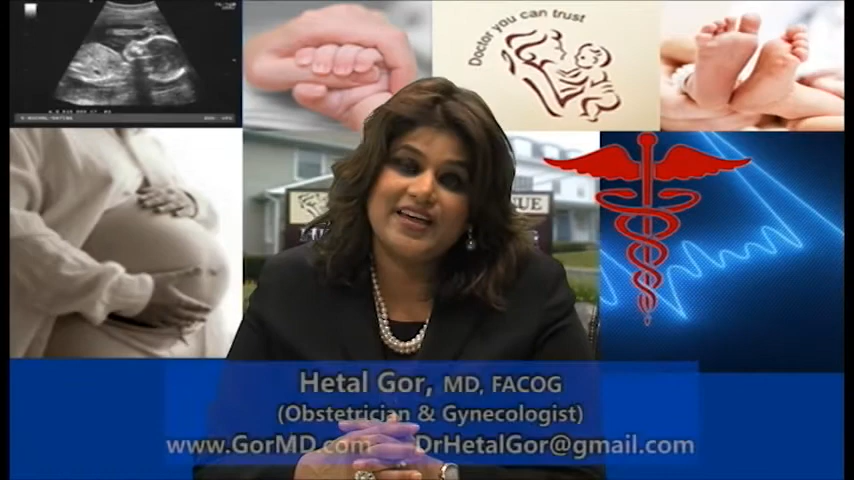 Doctor you can trust
Hetal Gor, MD, FACOG
(Obstetrician & Gynecologist)
www.GorMD.com DrHetalGor@gmail.com